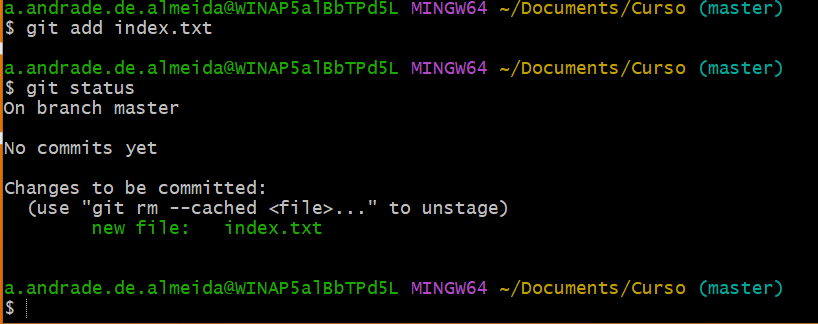 a.andrade.de.almeida@WINAP5alBbTPd5L MINGW64 ~/Documents/Curso (master)
$ git add index.txt
a.andrade.de.almeida@WINAP5alBbTPd5L MINGW64 ~/Documents/Curso (master)
$ git status
On branch master
No commits yet
Changes to be committed:
  (use "git rm --cached <file>..." to unstage)
        new file:   index.txt
a.andrade.de.almeida@WINAP5alBbTPd5L MINGW64 ~/Documents/Curso (master)
$